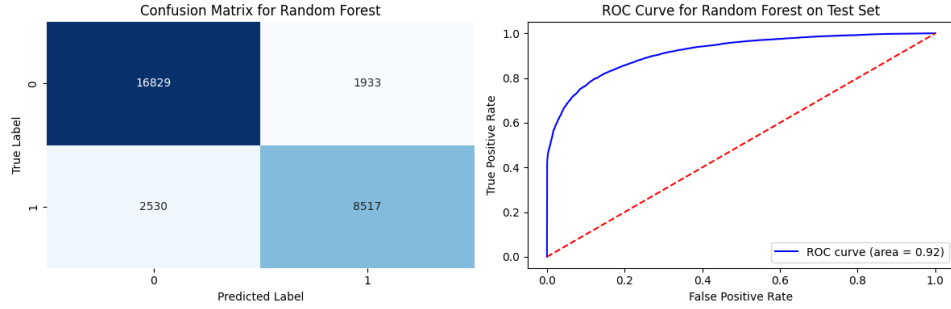 Confusion Matrix for Random Forest
True Label
0
1
16829
1933
2530
8517
0
1
Predicted Label
ROC Curve for Random Forest on Test Set
True Positive Rate
1.0
0.8
0.6
0.4
0.2
0.0
ROC curve (area = 0.92)
0.0
0.2
0.4
0.6
0.8
1.0
False Positive Rate